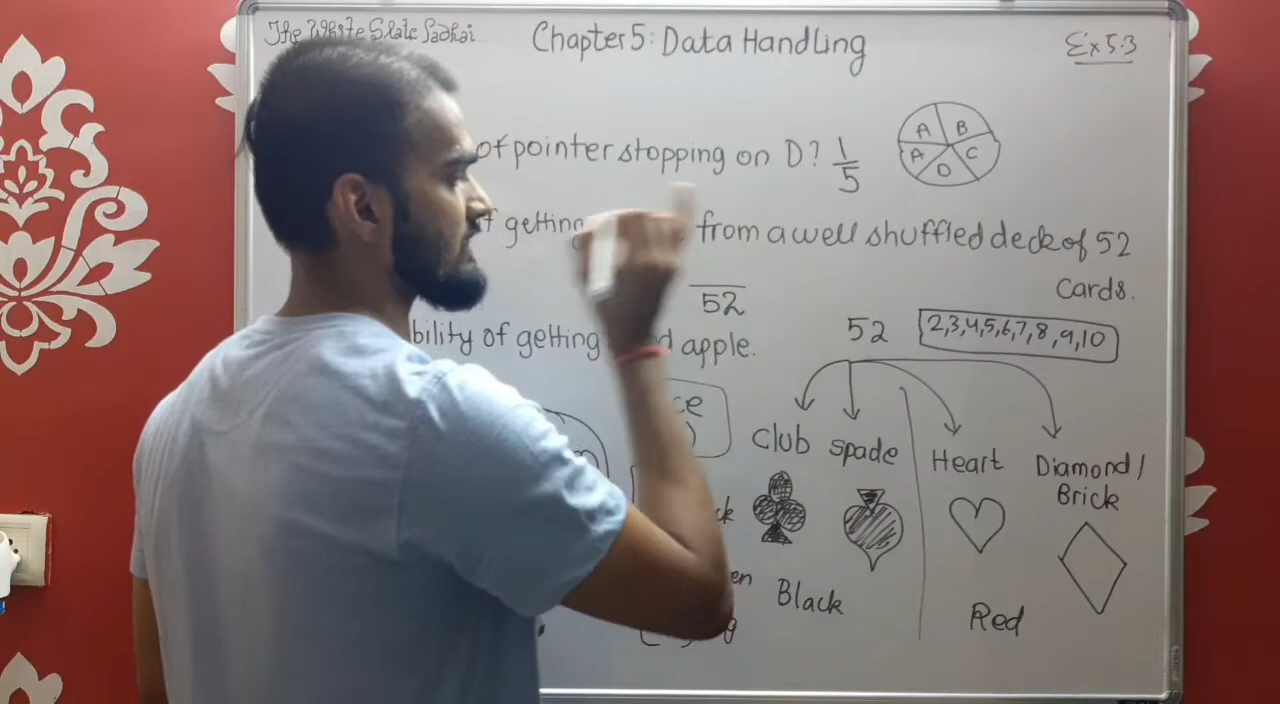 The White Slate Padhai
Chapter 5: Data Handling
Ex 5.3
of pointer stopping on D? 1/5
A B
A D C
getting from a well shuffled deck of 52
cards.
52
bility of getting apple.
52
2,3,4,5,6,7,8,9,10
club
spade
Heart
Diamond/
Brick
Black
Red